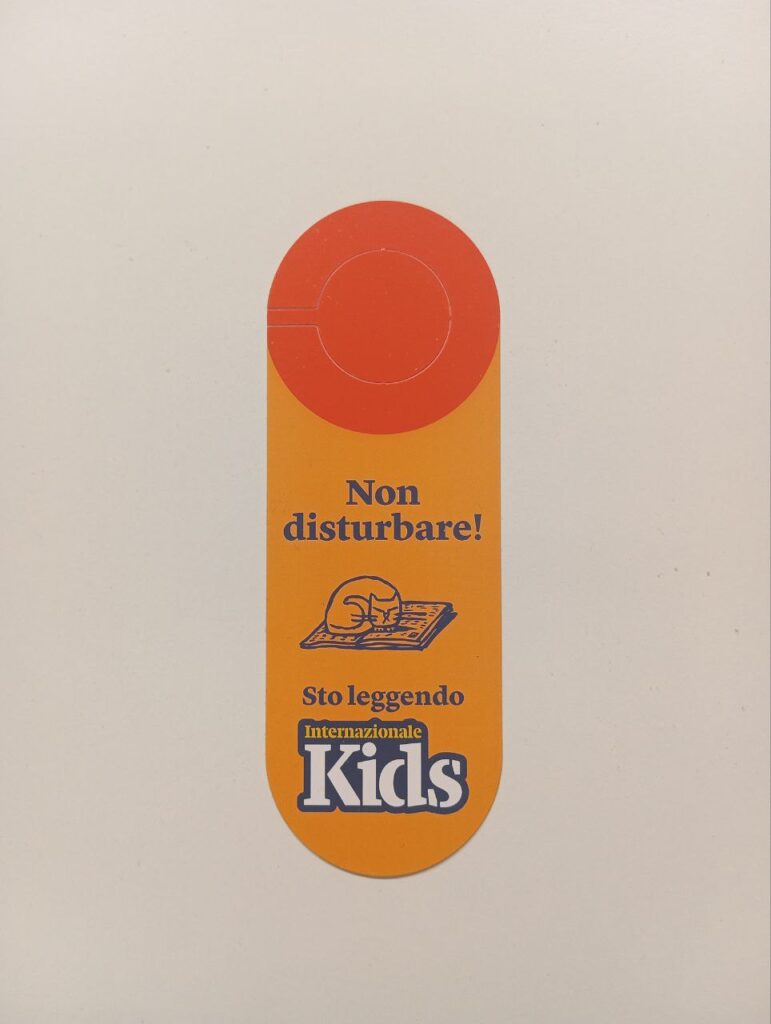 Non
disturbare!
Sto leggendo
Internazionale
Kids